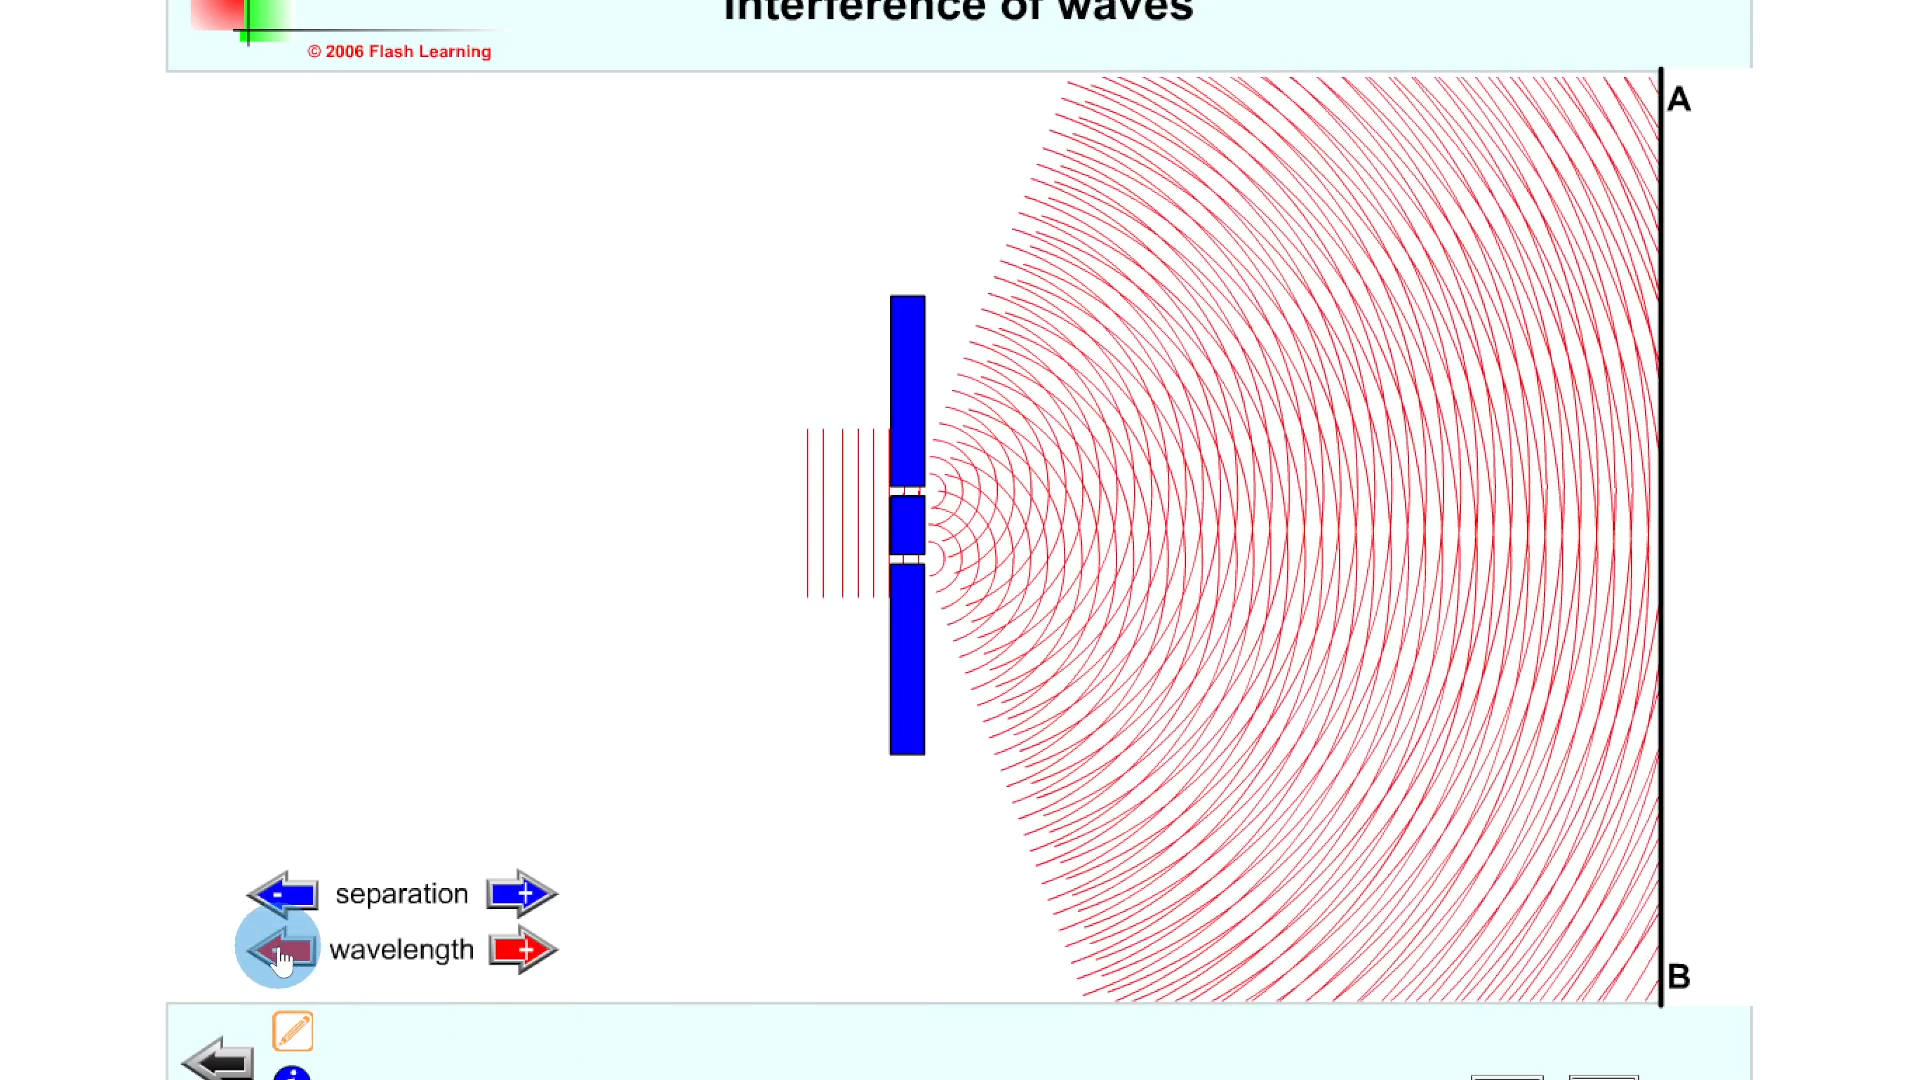 Interference of waves
© 2006 Flash Learning
A
- separation +
- wavelength +
B
i